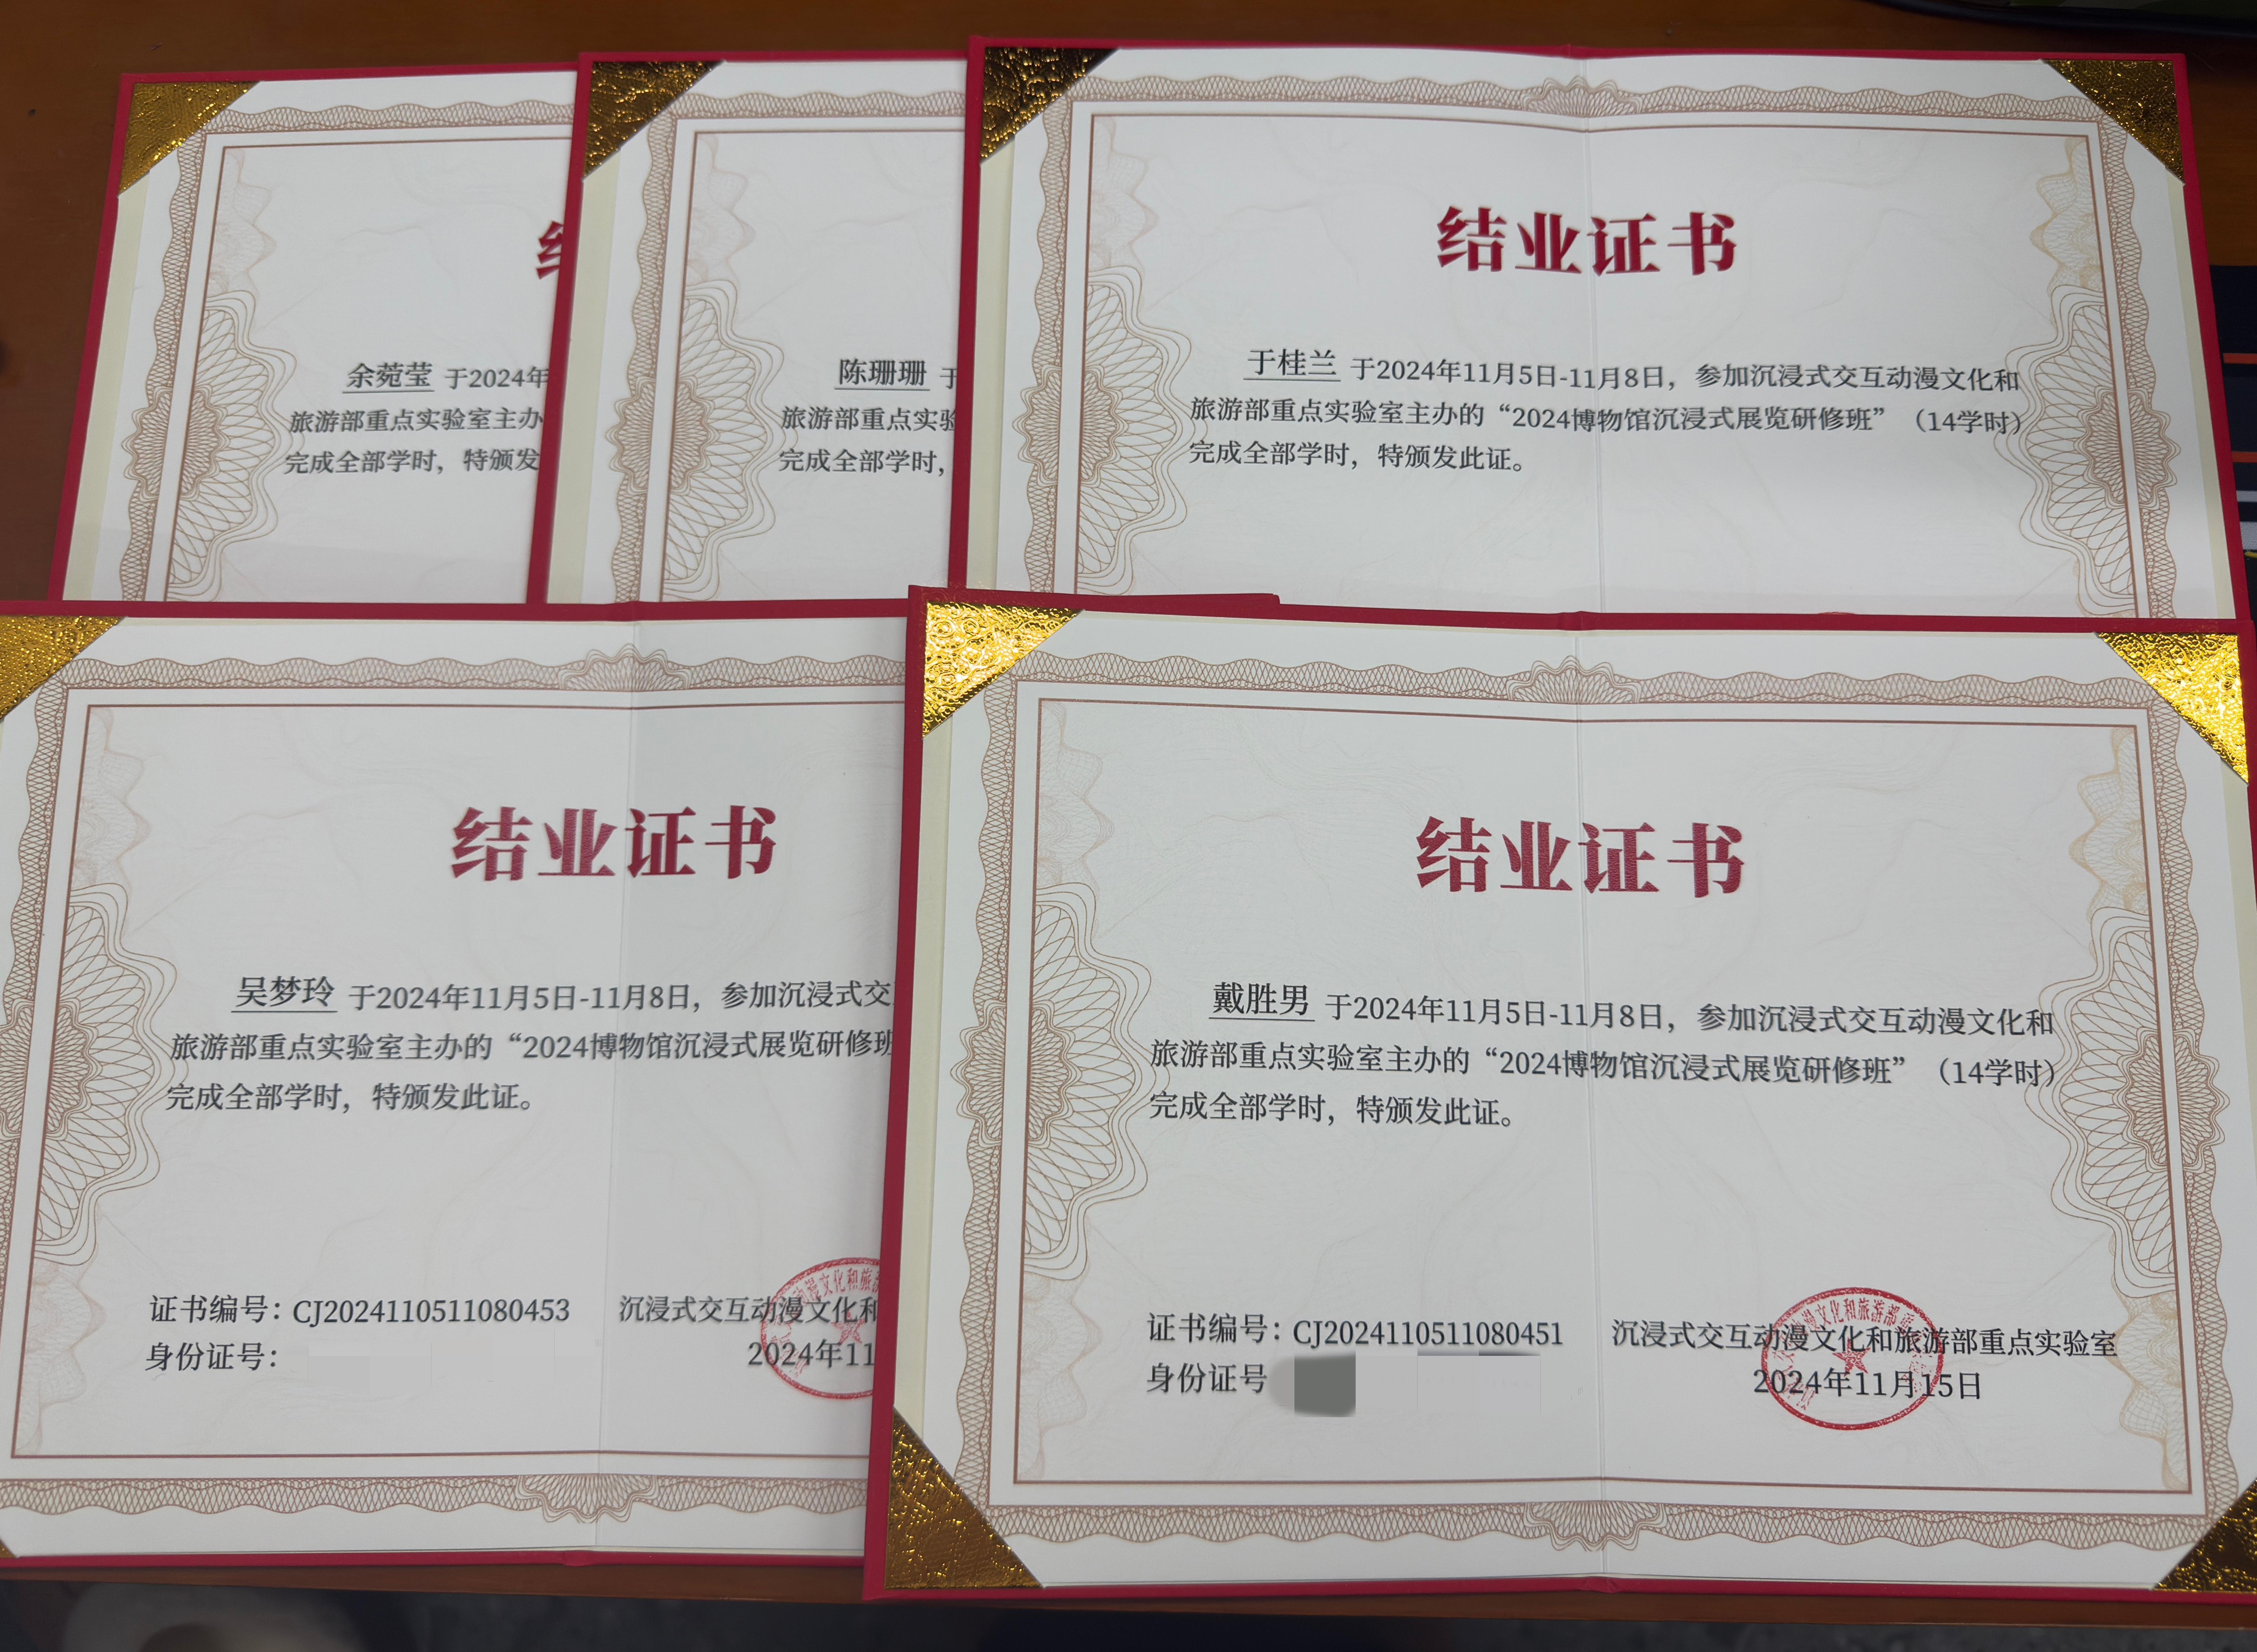 余菀莹 于2024年
旅游部重点实验室主办
完成全部学时，特颁发
陈珊珊 于
旅游部重点实验
完成全部学时，
结业证书
于桂兰 于2024年11月5日-11月8日，参加沉浸式交互动漫文化和
旅游部重点实验室主办的“2024博物馆沉浸式展览研修班”（14学时）
完成全部学时，特颁发此证。
结业证书
吴梦玲 于2024年11月5日-11月8日，参加沉浸式交
旅游部重点实验室主办的“2024博物馆沉浸式展览研修班
完成全部学时，特颁发此证。
证书编号：CJ2024110511080453
身份证号：
沉浸式交互动漫文化和
2024年11
结业证书
戴胜男 于2024年11月5日-11月8日，参加沉浸式交互动漫文化和
旅游部重点实验室主办的“2024博物馆沉浸式展览研修班”（14学时）
完成全部学时，特颁发此证。
证书编号：CJ2024110511080451
身份证号
沉浸式交互动漫文化和旅游部重点实验室
2024年11月15日